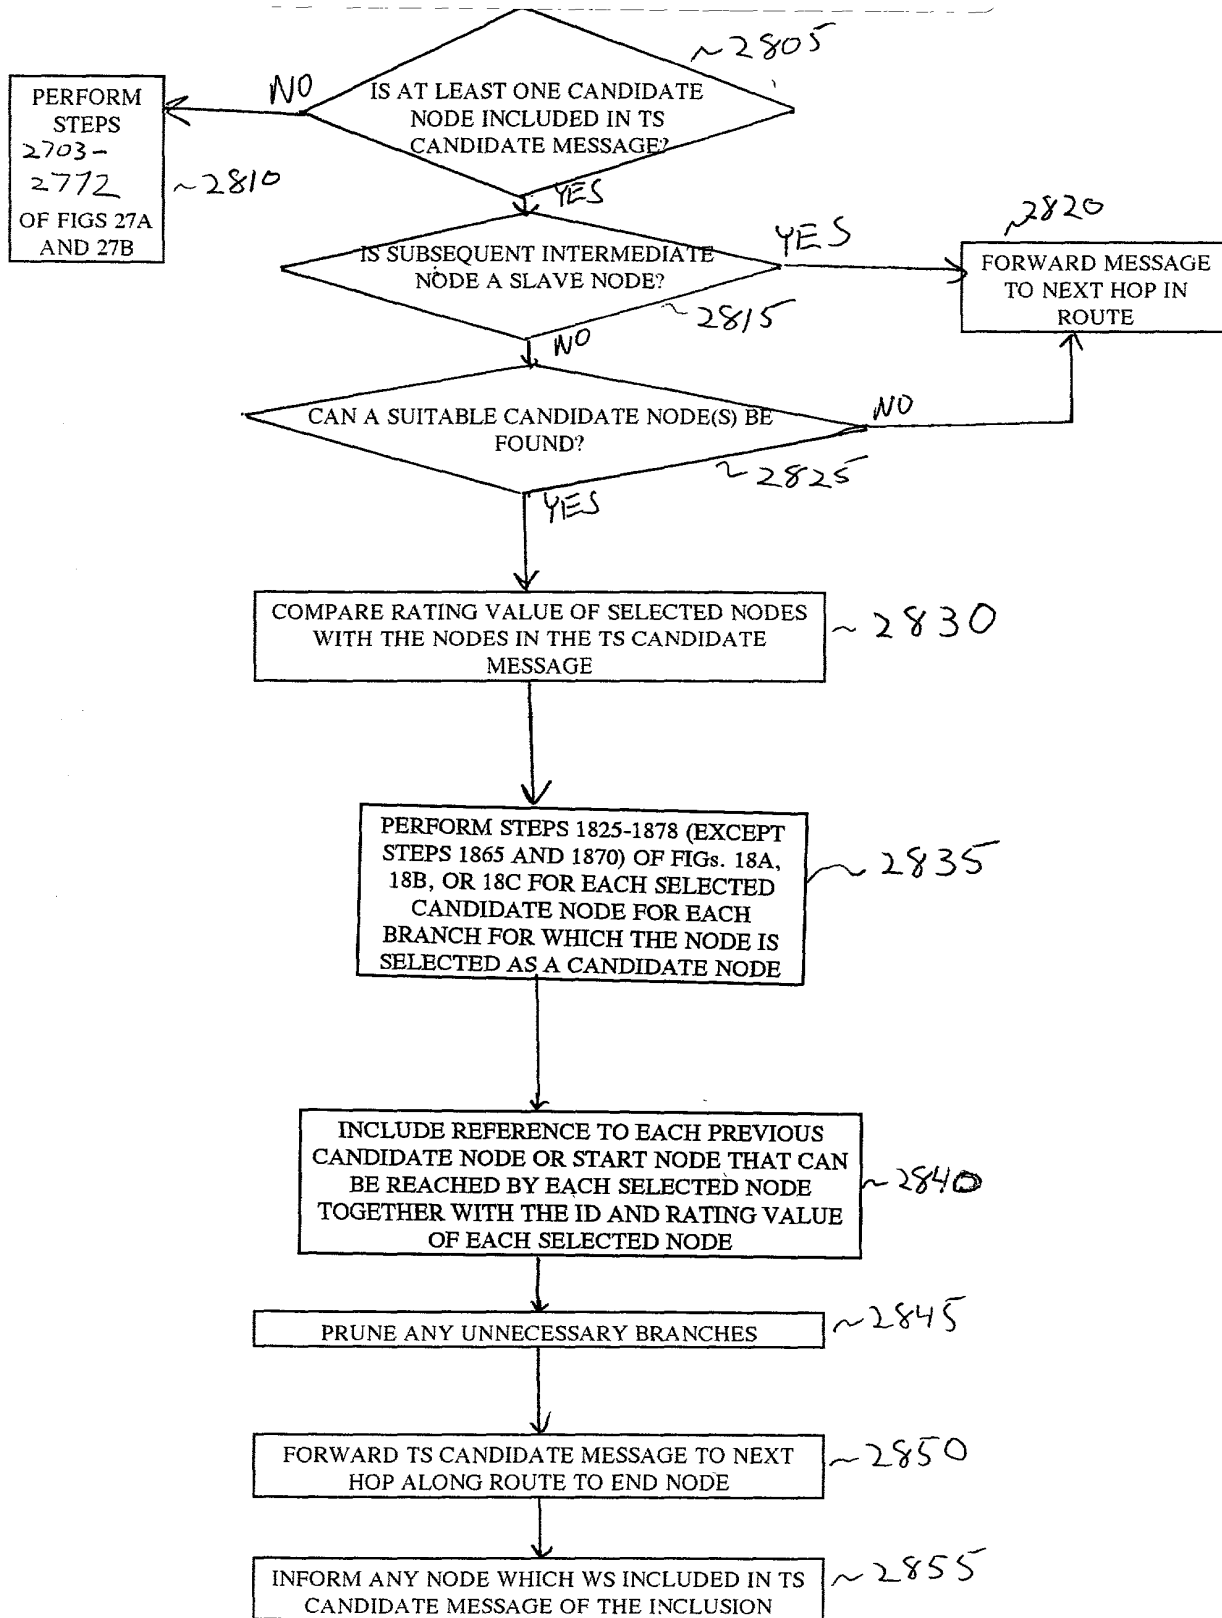 ~2805
IS AT LEAST ONE CANDIDATE
NODE INCLUDED IN TS
CANDIDATE MESSAGE?
NO
PERFORM
STEPS
2703-
2772
OF FIGS 27A
AND 27B
~2810
YES
IS SUBSEQUENT INTERMEDIATE
NODE A SLAVE NODE?
~2815
YES
~2820
FORWARD MESSAGE
TO NEXT HOP IN
ROUTE
NO
CAN A SUITABLE CANDIDATE NODE(S) BE
FOUND?
NO
~2825
YES
COMPARE RATING VALUE OF SELECTED NODES
WITH THE NODES IN THE TS CANDIDATE
MESSAGE
~2830
PERFORM STEPS 1825-1878 (EXCEPT
STEPS 1865 AND 1870) OF FIGs. 18A,
18B, OR 18C FOR EACH SELECTED
CANDIDATE NODE FOR EACH
BRANCH FOR WHICH THE NODE IS
SELECTED AS A CANDIDATE NODE
~2835
INCLUDE REFERENCE TO EACH PREVIOUS
CANDIDATE NODE OR START NODE THAT CAN
BE REACHED BY EACH SELECTED NODE
TOGETHER WITH THE ID AND RATING VALUE
OF EACH SELECTED NODE
~2840
PRUNE ANY UNNECESSARY BRANCHES
~2845
FORWARD TS CANDIDATE MESSAGE TO NEXT
HOP ALONG ROUTE TO END NODE
~2850
INFORM ANY NODE WHICH WS INCLUDED IN TS
CANDIDATE MESSAGE OF THE INCLUSION
~2855